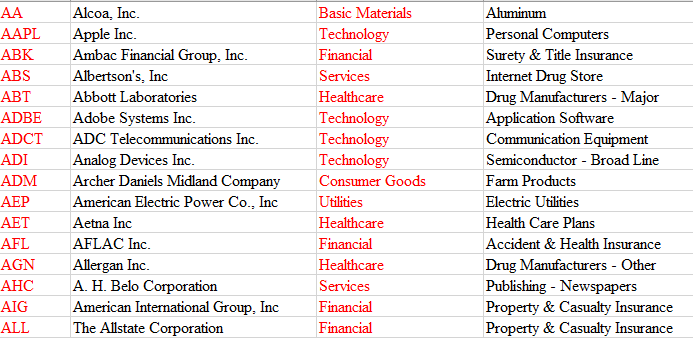 AA Alcoa, Inc. Basic Materials Aluminum
AAPL Apple Inc. Technology Personal Computers
ABK Ambac Financial Group, Inc. Financial Surety & Title Insurance
ABS Albertson's, Inc Services Internet Drug Store
ABT Abbott Laboratories Healthcare Drug Manufacturers - Major
ADBE Adobe Systems Inc. Technology Application Software
ADCT ADC Telecommunications Inc. Technology Communication Equipment
ADI Analog Devices Inc. Technology Semiconductor - Broad Line
ADM Archer Daniels Midland Company Consumer Goods Farm Products
AEP American Electric Power Co., Inc Utilities Electric Utilities
AET Aetna Inc Healthcare Health Care Plans
AFL AFLAC Inc. Financial Accident & Health Insurance
AGN Allergan Inc. Healthcare Drug Manufacturers - Other
AHC A. H. Belo Corporation Services Publishing - Newspapers
AIG American International Group, Inc Financial Property & Casualty Insurance
ALL The Allstate Corporation Financial Property & Casualty Insurance